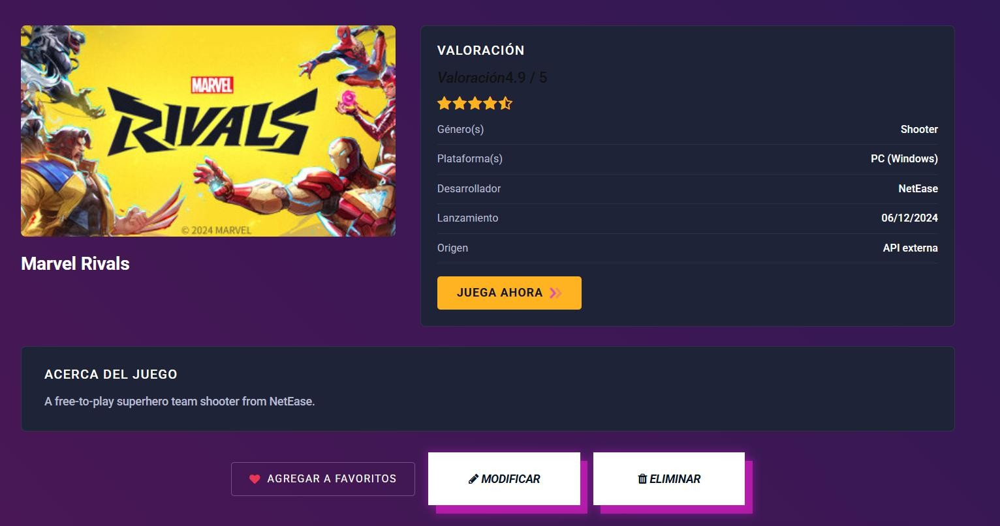 MARVEL
RIVALS
© 2024 MARVEL
Marvel Rivals
VALORACIÓN
Valoración4.9 / 5
Género(s) Shooter
Plataforma(s) PC (Windows)
Desarrollador NetEase
Lanzamiento 06/12/2024
Origen API externa
JUEGA AHORA
ACERCA DEL JUEGO
A free-to-play superhero team shooter from NetEase.
AGREGAR A FAVORITOS
MODIFICAR
ELIMINAR